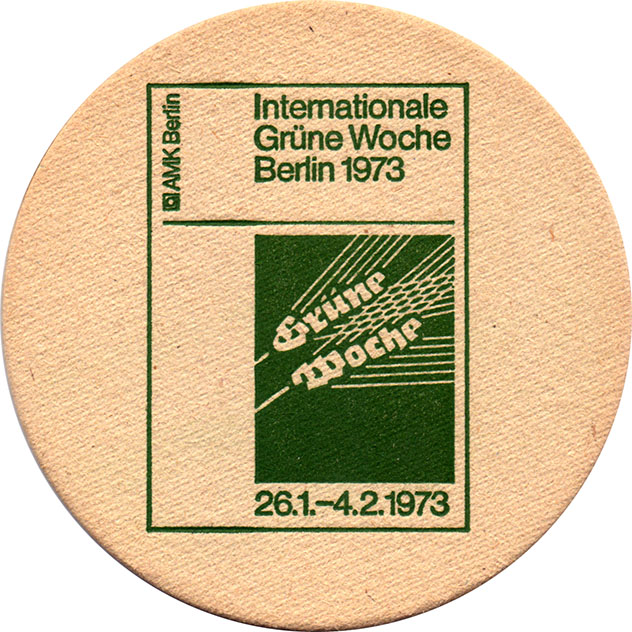 AMK Berlin
Internationale
Grüne Woche
Berlin 1973
Grüne
Woche
26.1.–4.2.1973